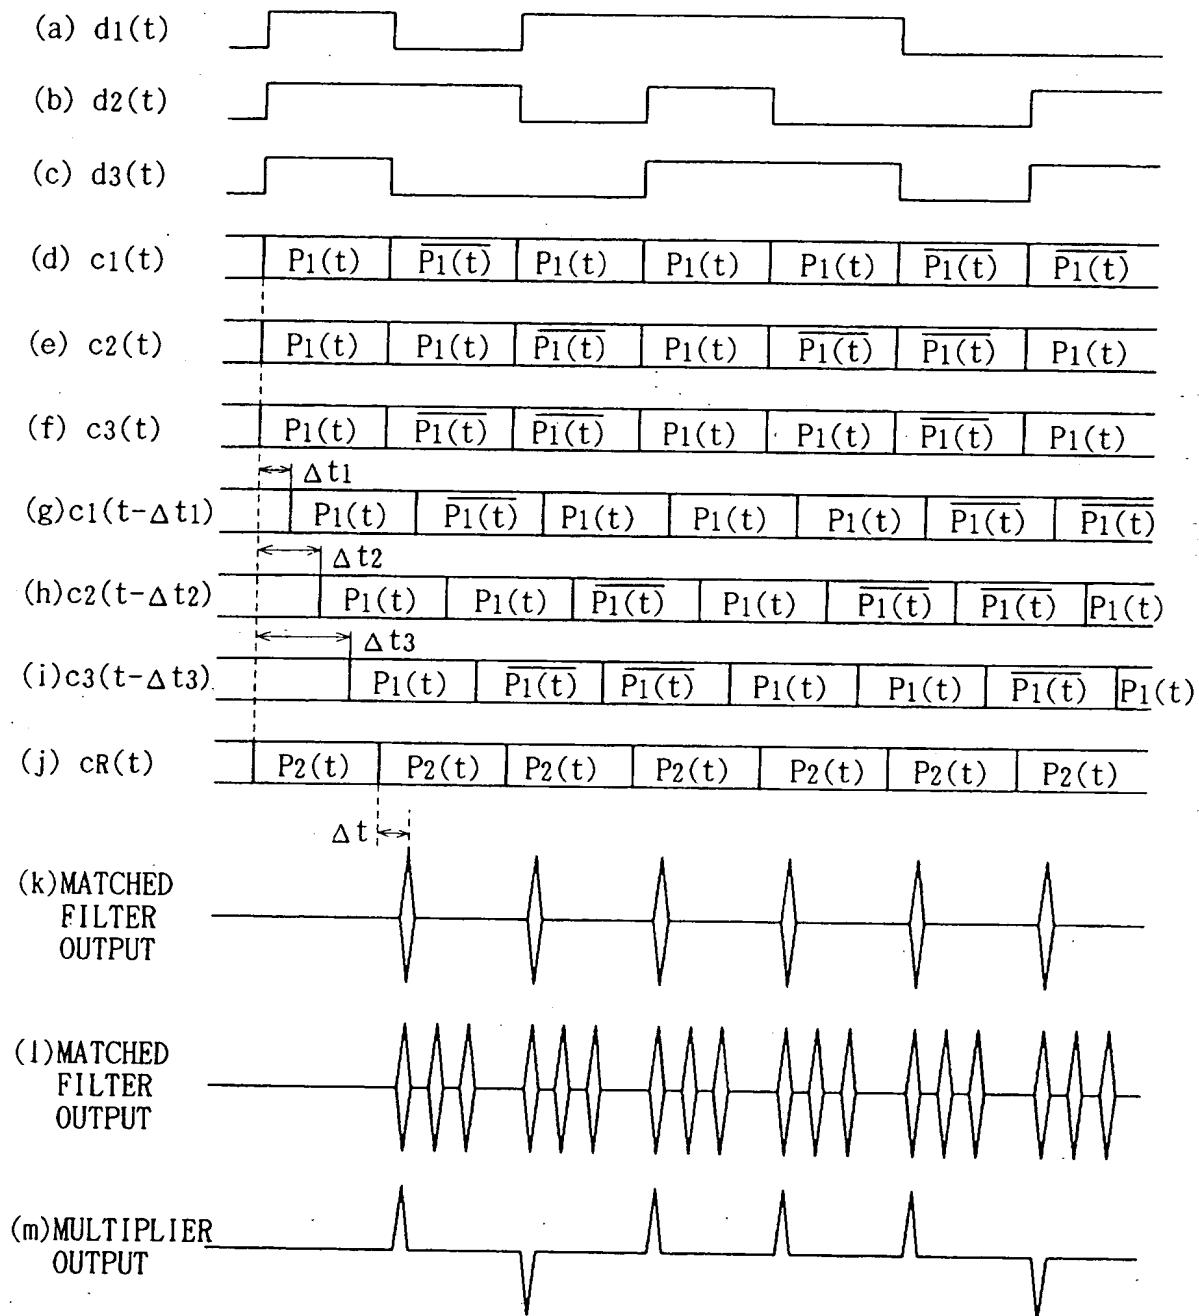 (a) d1(t)
(b) d2(t)
(c) d3(t)
(d) c1(t) P1(t) P1(t) P1(t) P1(t) P1(t) P1(t) P1(t)
(e) c2(t) P1(t) P1(t) P1(t) P1(t) P1(t) P1(t) P1(t)
(f) c3(t) P1(t) P1(t) P1(t) P1(t) P1(t) P1(t) P1(t)
Δt1
(g)c1(t-Δt1) P1(t) P1(t) P1(t) P1(t) P1(t) P1(t) P1(t)
Δt2
(h)c2(t-Δt2) P1(t) P1(t) P1(t) P1(t) P1(t) P1(t) P1(t)
Δt3
(i)c3(t-Δt3) P1(t) P1(t) P1(t) P1(t) P1(t) P1(t) P1(t)
(j) cR(t) P2(t) P2(t) P2(t) P2(t) P2(t) P2(t) P2(t)
Δt
(k)MATCHED
FILTER
OUTPUT
(l)MATCHED
FILTER
OUTPUT
(m)MULTIPLIER
OUTPUT